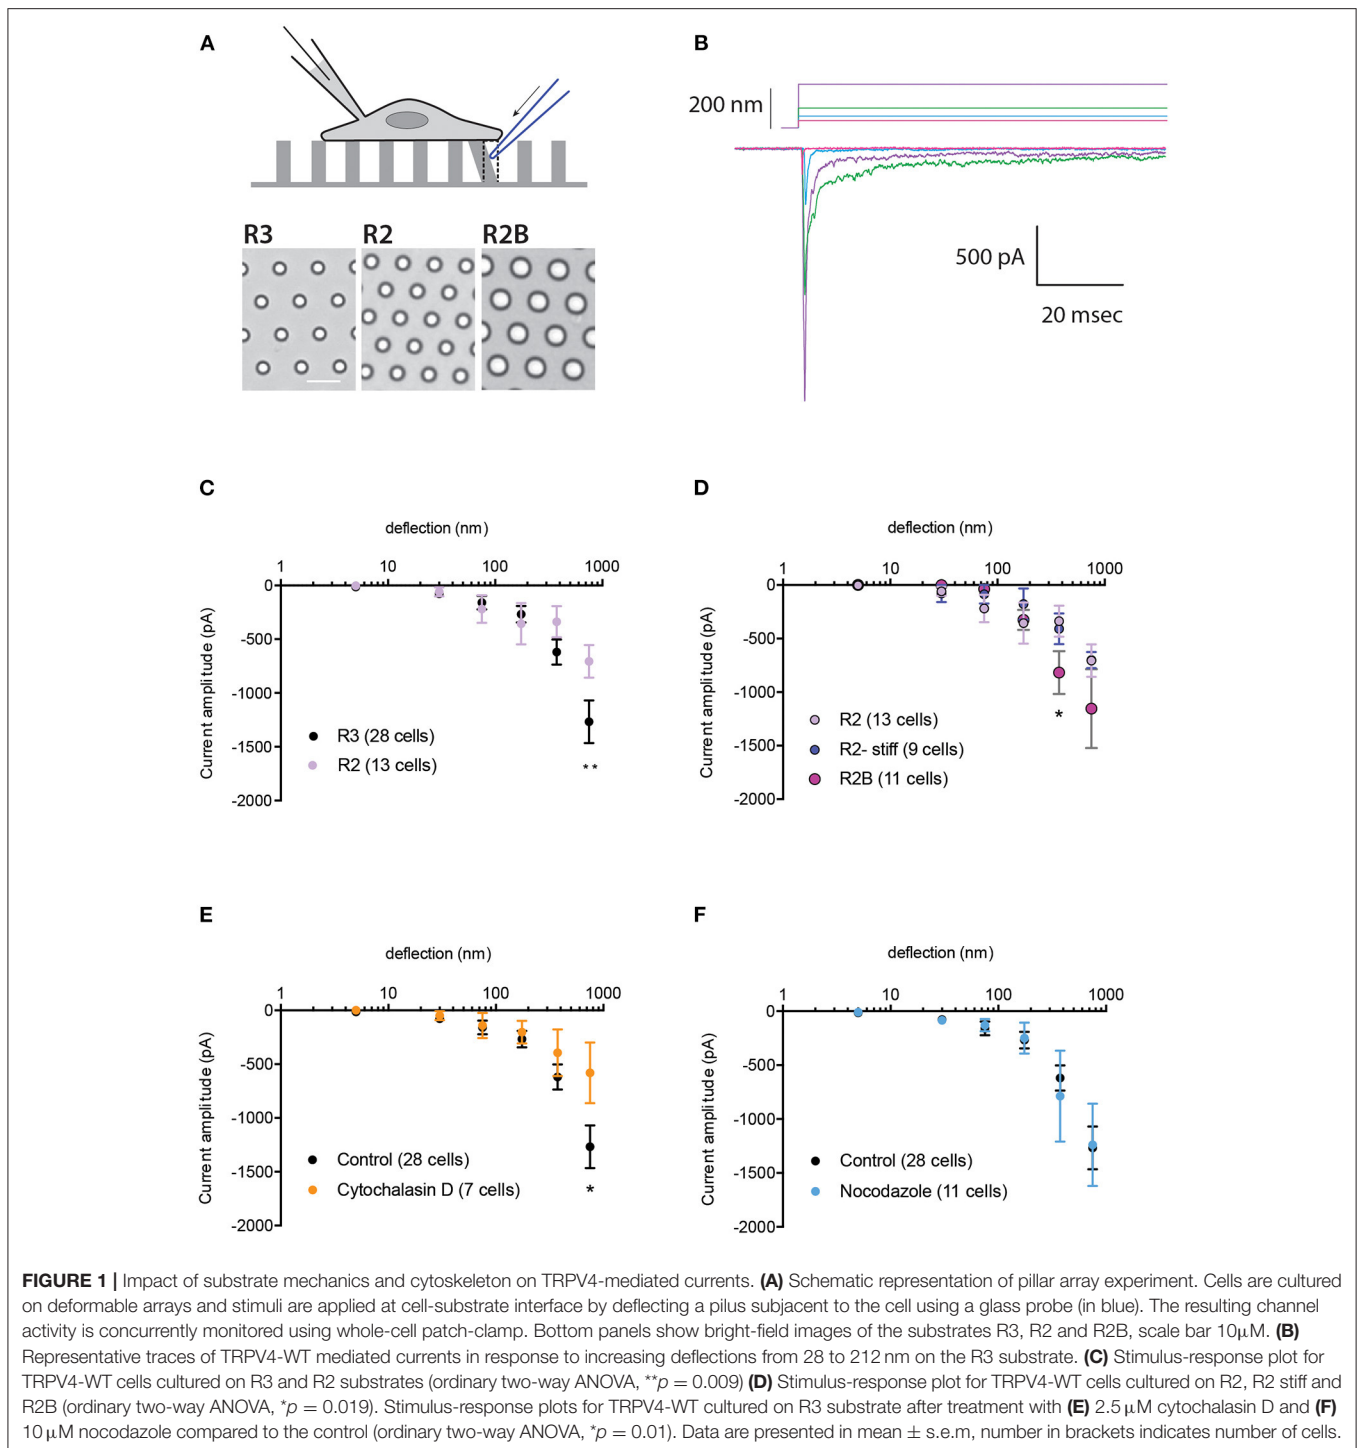 A
R3
R2
R2B
B
200 nm
500 pA
20 msec
C
deflection (nm)
1
10
100
1000
0
-500
-1000
-1500
-2000
Current amplitude (pA)
R3 (28 cells)
R2 (13 cells)
**
D
deflection (nm)
1
10
100
1000
0
-500
-1000
-1500
-2000
Current amplitude (pA)
R2 (13 cells)
R2- stiff (9 cells)
R2B (11 cells)
*
E
deflection (nm)
1
10
100
1000
0
-500
-1000
-1500
-2000
Current amplitude (pA)
Control (28 cells)
Cytochalasin D (7 cells)
*
F
deflection (nm)
1
10
100
1000
0
-500
-1000
-1500
-2000
Current amplitude (pA)
Control (28 cells)
Nocodazole (11 cells)
FIGURE 1 | Impact of substrate mechanics and cytoskeleton on TRPV4-mediated currents. (A) Schematic representation of pillar array experiment. Cells are cultured
on deformable arrays and stimuli are applied at cell-substrate interface by deflecting a pilus subjacent to the cell using a glass probe (in blue). The resulting channel
activity is concurrently monitored using whole-cell patch-clamp. Bottom panels show bright-field images of the substrates R3, R2 and R2B, scale bar 10μM. (B)
Representative traces of TRPV4-WT mediated currents in response to increasing deflections from 28 to 212 nm on the R3 substrate. (C) Stimulus-response plot for
TRPV4-WT cells cultured on R3 and R2 substrates (ordinary two-way ANOVA, **p = 0.009) (D) Stimulus-response plot for TRPV4-WT cells cultured on R2, R2 stiff and
R2B (ordinary two-way ANOVA, *p = 0.019). Stimulus-response plots for TRPV4-WT cultured on R3 substrate after treatment with (E) 2.5 μM cytochalasin D and (F)
10 μM nocodazole compared to the control (ordinary two-way ANOVA, *p = 0.01). Data are presented in mean ± s.e.m, number in brackets indicates number of cells.